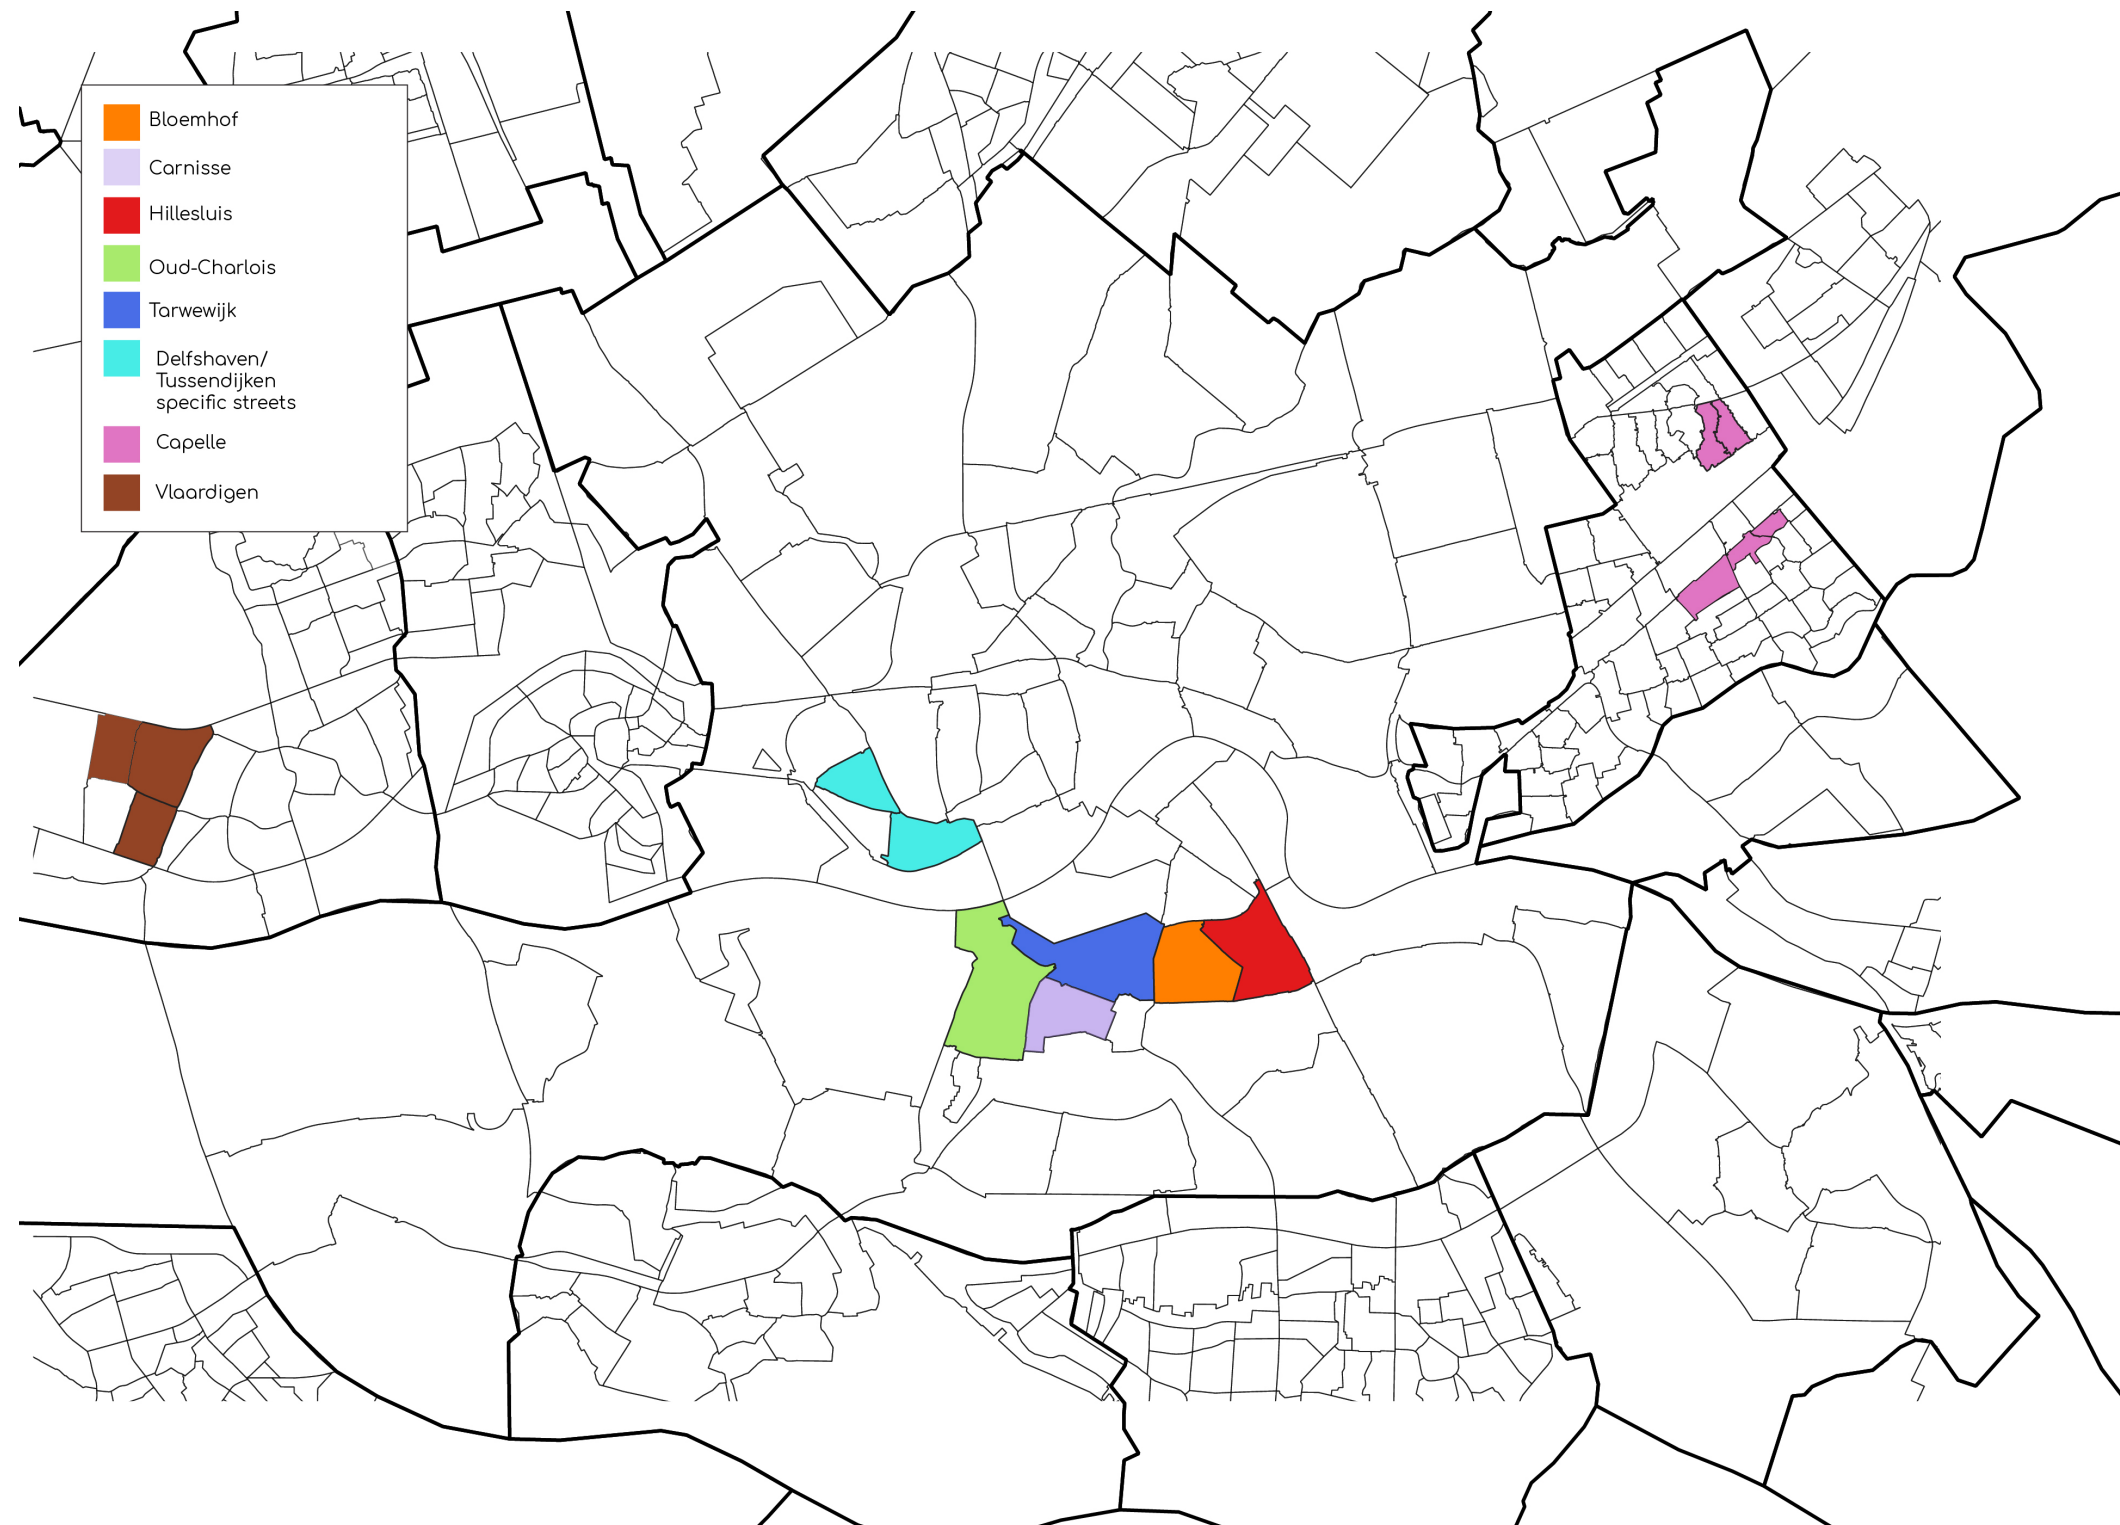 Bloemhof
Carnisse
Hillesluis
Oud-Charlois
Tarwewijk
Delfshaven/
Tussendijken
specific streets
Capelle
Vlaardigen